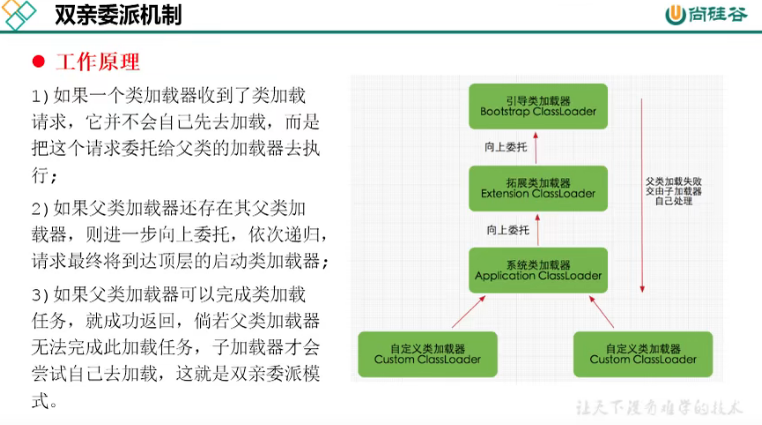 双亲委派机制
尚硅谷
工作原理
1)如果一个类加载器收到了类加载
请求，它并不会自己先去加载，而是
把这个请求委托给父类的加载器去执
行；
2)如果父类加载器还存在其父类加
载器，则进一步向上委托，依次递归，
请求最终将到达顶层的启动类加载器；
3)如果父类加载器可以完成类加载
任务，就成功返回，倘若父类加载器
无法完成此加载任务，子加载器才会
尝试自己去加载，这就是双亲委派模
式。
引导类加载器
Bootstrap ClassLoader
向上委托
拓展类加载器
Extension ClassLoader
向上委托
系统类加载器
Application ClassLoader
父类加载失败
交由子加载器
自己处理
自定义类加载器
Custom ClassLoader
自定义类加载器
Custom ClassLoader
让天下没有难学的技术